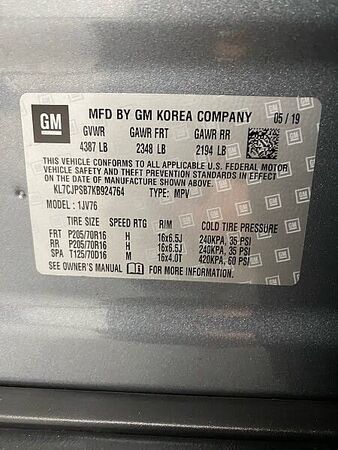 GM
MFD BY GM KOREA COMPANY 05/19
GVWR GAWR FRT GAWR RR
4387 LB 2348 LB 2194 LB
THIS VEHICLE CONFORMS TO ALL APPLICABLE U.S. FEDERAL MOTOR
VEHICLE SAFETY AND THEFT PREVENTION STANDARDS IN EFFECT
ON THE DATE OF MANUFACTURE SHOWN ABOVE.
KL7CJPSB7KB924764 TYPE: MPV
MODEL: 1JV76
TIRE SIZE SPEED RTG RIM COLD TIRE PRESSURE
FRT P205/70R16 H 16x6.5J 240KPA, 35 PSI
RR P205/70R16 H 16x6.5J 240KPA, 35 PSI
SPA T125/70D16 M 16x4.0T 420KPA, 60 PSI
SEE OWNER'S MANUAL FOR MORE INFORMATION.